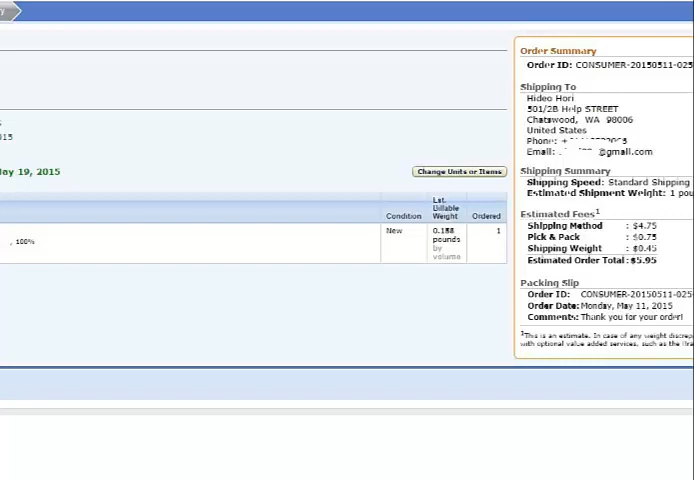 y
Order Summary
Order ID: CONSUMER-20150511-025
Shipping To
Hideo Hori
501/2B Help STREET
Chatswood, WA 98006
United States
Phone: +
Email: @gmail.com
015
ay 19, 2015
Change Units or Items
Shipping Summary
Shipping Speed: Standard Shipping
Estimated Shipment Weight: 1 pou
Condition
Est. Billable Weight
Ordered
, 100%
New
0.188 pounds by volume
1
Estimated Fees1
Shipping Method : $4.75
Pick & Pack : $0.75
Shipping Weight : $0.45
Estimated Order Total : $5.95
Packing Slip
Order ID: CONSUMER-20150511-025
Order Date: Monday, May 11, 2015
Comments: Thank you for your order!
1This is an estimate. In case of any weight discrep
with optional value added services, such as the